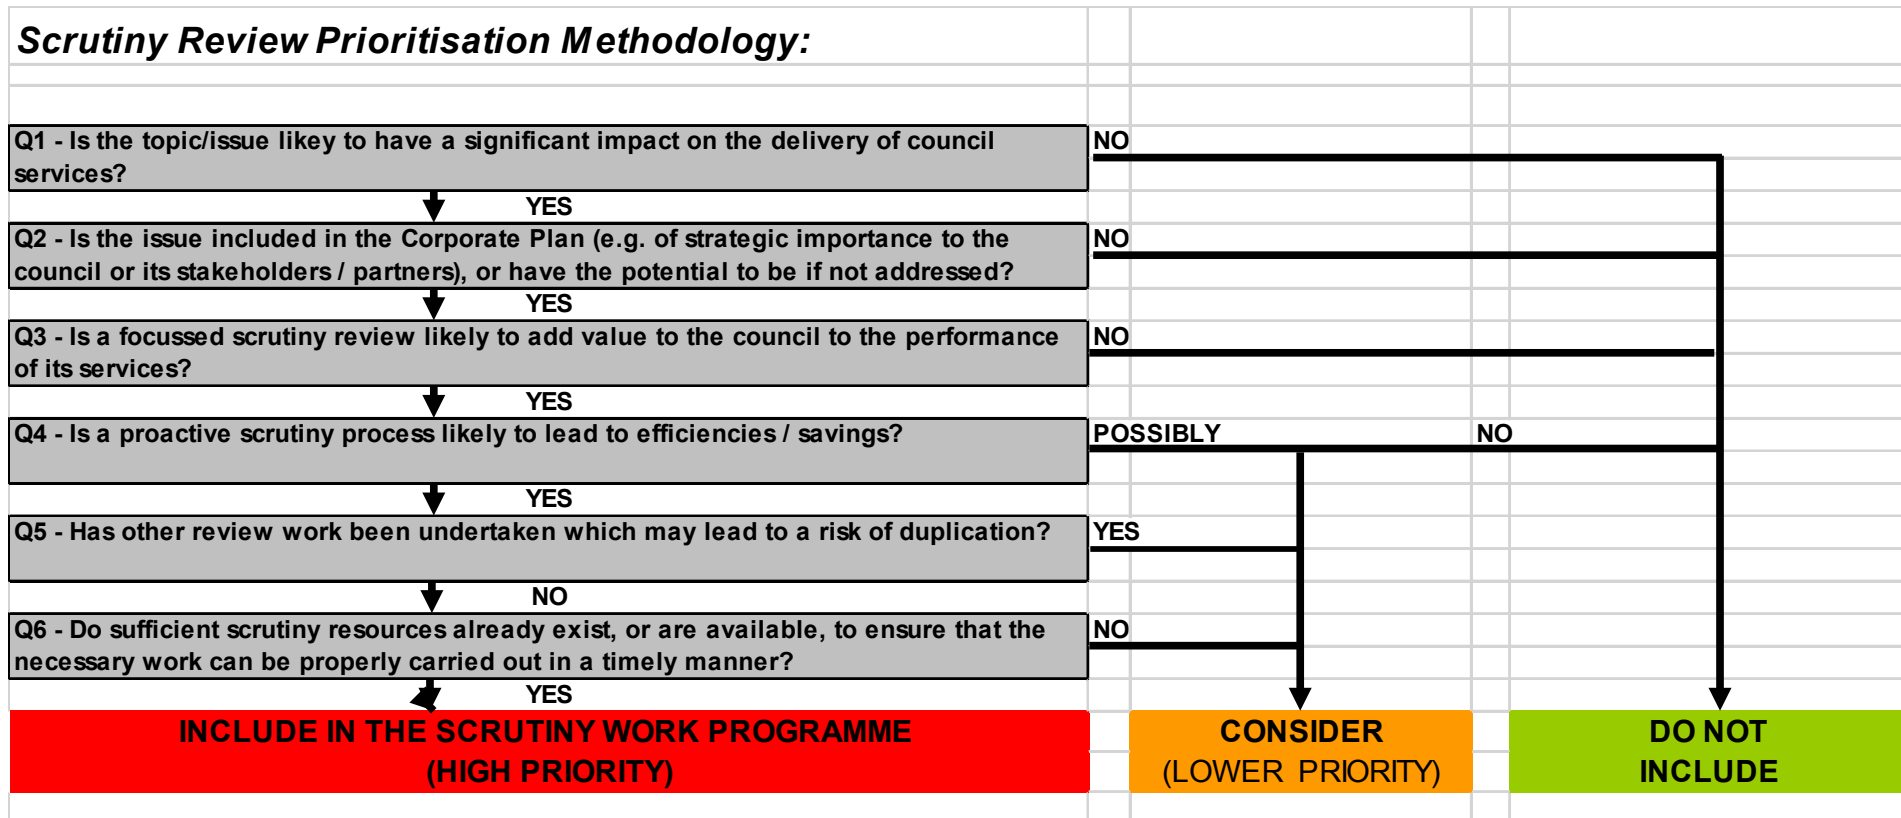 Scrutiny Review Prioritisation Methodology:
Q1 - Is the topic/issue likey to have a significant impact on the delivery of council
services?
NO
YES
Q2 - Is the issue included in the Corporate Plan (e.g. of strategic importance to the
council or its stakeholders / partners), or have the potential to be if not addressed?
NO
YES
Q3 - Is a focussed scrutiny review likely to add value to the council to the performance
of its services?
NO
YES
Q4 - Is a proactive scrutiny process likely to lead to efficiencies / savings?
POSSIBLY
NO
YES
Q5 - Has other review work been undertaken which may lead to a risk of duplication?
YES
NO
Q6 - Do sufficient scrutiny resources already exist, or are available, to ensure that the
necessary work can be properly carried out in a timely manner?
NO
YES
INCLUDE IN THE SCRUTINY WORK PROGRAMME
(HIGH PRIORITY)
CONSIDER
(LOWER PRIORITY)
DO NOT
INCLUDE